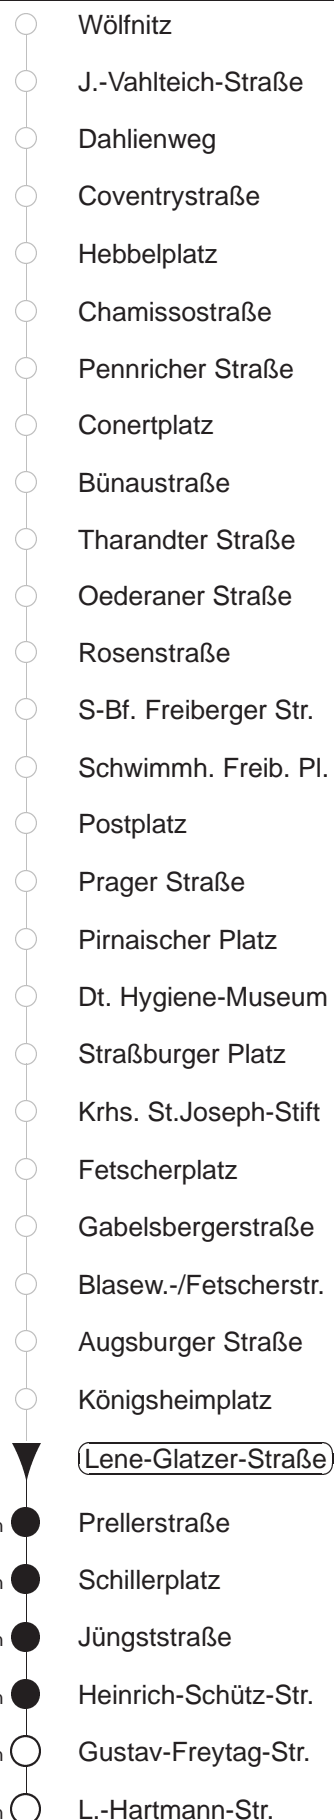 Wölfnitz
J.-Vahlteich-Straße
Dahlienweg
Coventrystraße
Hebbelplatz
Chamissostraße
Pennricher Straße
Conertplatz
Bünaustraße
Tharandter Straße
Oederaner Straße
Rosenstraße
S-Bf. Freiberger Str.
Schwimmh. Freib. Pl.
Postplatz
Prager Straße
Pirnaischer Platz
Dt. Hygiene-Museum
Straßburger Platz
Krhs. St.Joseph-Stift
Fetscherplatz
Gabelsbergerstraße
Blasew.-/Fetscherstr.
Augsburger Straße
Königsheimplatz
Lene-Glatzer-Straße
Prellerstraße
Schillerplatz
Jüngststraße
Heinrich-Schütz-Str.
Gustav-Freytag-Str.
L.-Hartmann-Str.